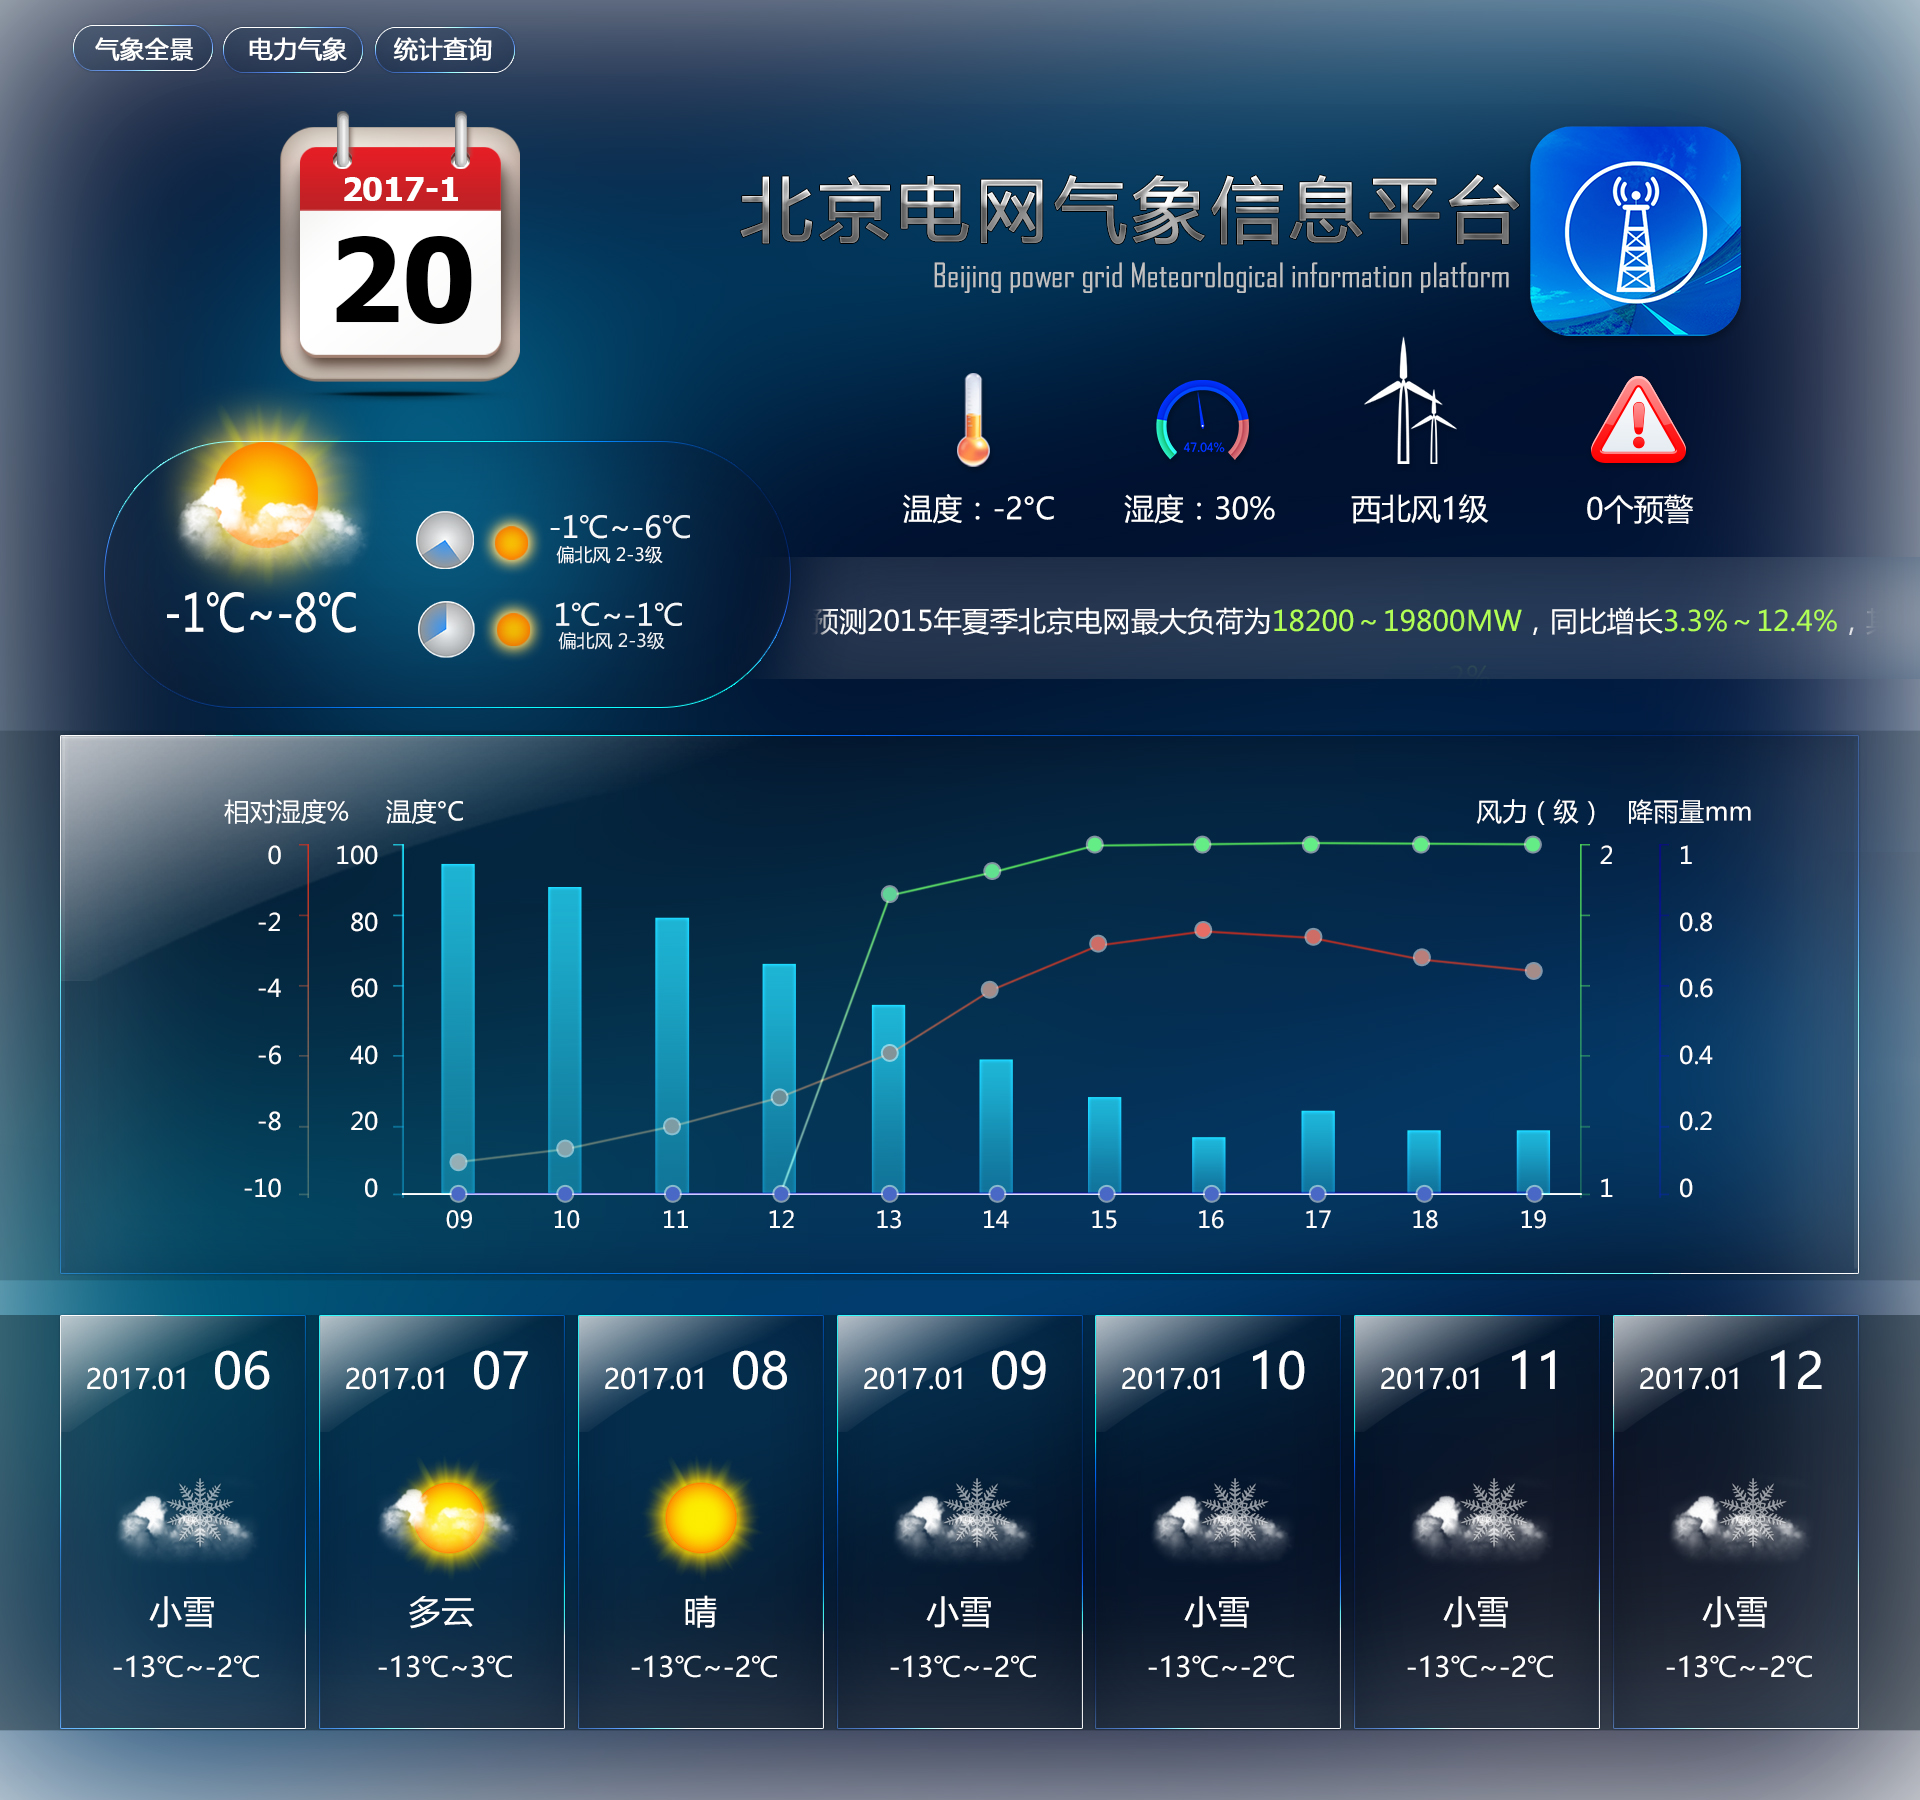 气象全景
电力气象
统计查询
2017-1
20
北京电网气象信息平台
Beijing power grid Meteorological information platform
47.04%
温度：-2°C
湿度：30%
西北风1级
0个预警
-1℃~-8℃
-1℃~-6℃
偏北风 2-3级
1℃~-1℃
偏北风 2-3级
预测2015年夏季北京电网最大负荷为18200～19800MW，同比增长3.3%～12.4%，
相对湿度%
温度°C
风力（级）
降雨量mm
0
-2
-4
-6
-8
-10
100
80
60
40
20
0
2
1
1
0.8
0.6
0.4
0.2
0
09 10 11 12 13 14 15 16 17 18 19
2017.01 06
小雪
-13℃~-2℃
2017.01 07
多云
-13℃~3℃
2017.01 08
晴
-13℃~-2℃
2017.01 09
小雪
-13℃~-2℃
2017.01 10
小雪
-13℃~-2℃
2017.01 11
小雪
-13℃~-2℃
2017.01 12
小雪
-13℃~-2℃